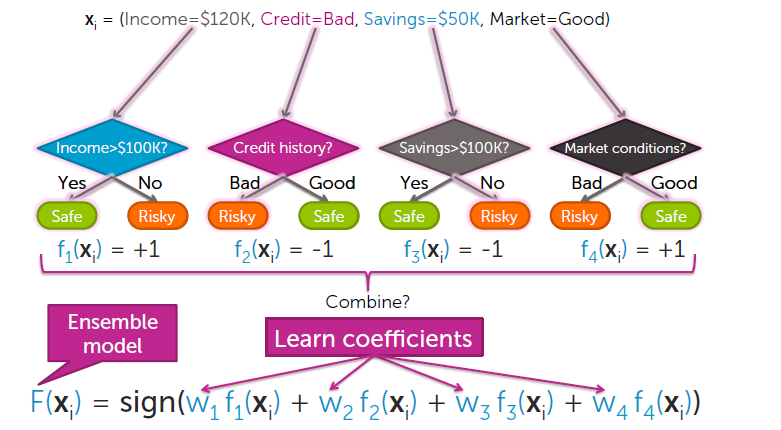 xᵢ = (Income=$120K, Credit=Bad, Savings=$50K, Market=Good)
Income>$100K? Credit history? Savings>$100K? Market conditions?
Yes No Bad Good Yes No Bad Good
Safe Risky Risky Safe Safe Risky Risky Safe
f₁(xᵢ) = +1 f₂(xᵢ) = -1 f₃(xᵢ) = -1 f₄(xᵢ) = +1
Combine?
Ensemble
model
Learn coefficients
F(xᵢ) = sign(w₁ f₁(xᵢ) + w₂ f₂(xᵢ) + w₃ f₃(xᵢ) + w₄ f₄(xᵢ))